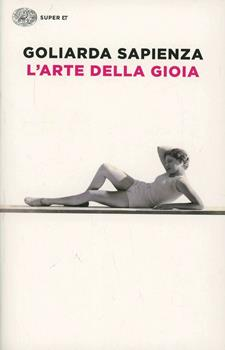 SUPER ET
GOLIARDA SAPIENZA
L'ARTE DELLA GIOIA